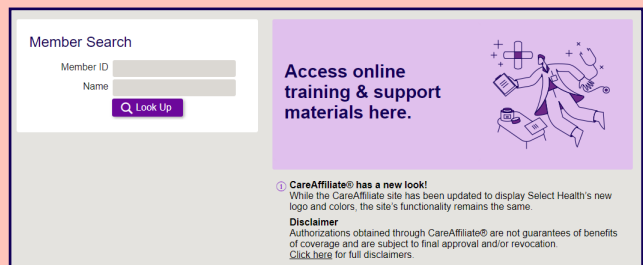 Member Search
Member ID
Name
Look Up
Access online
training & support
materials here.
CareAffiliate® has a new look!
While the CareAffiliate site has been updated to display Select Health's new
logo and colors, the site's functionality remains the same.
Disclaimer
Authorizations obtained through CareAffiliate® are not guarantees of benefits
of coverage and are subject to final approval and/or revocation.
Click here for full disclaimers.